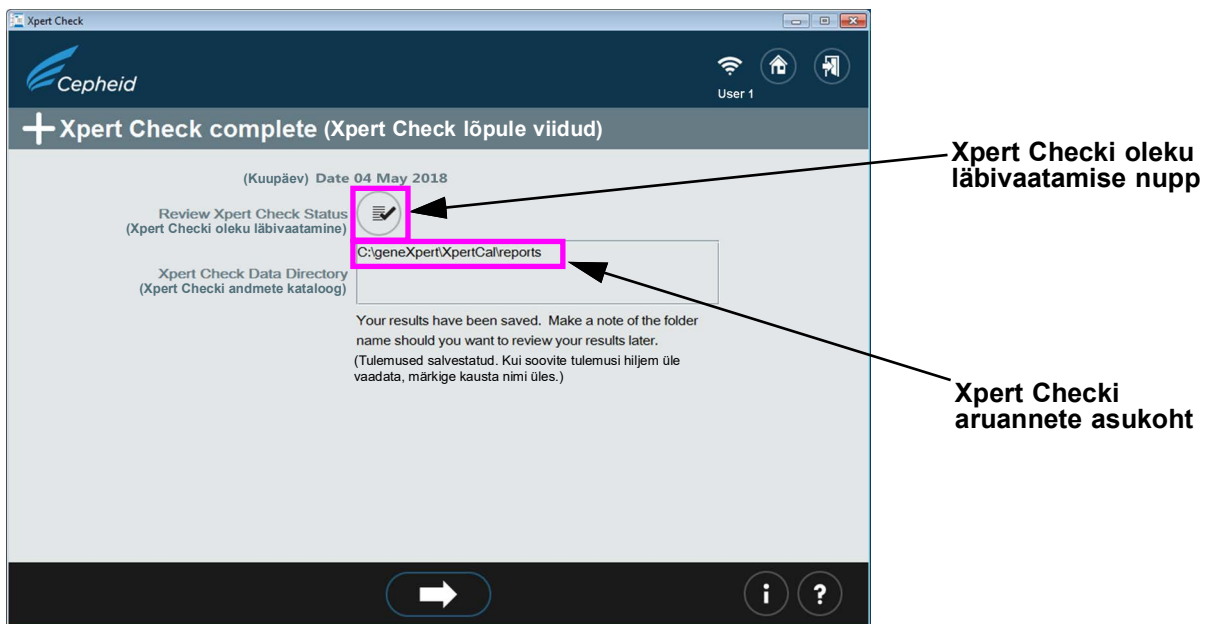 Xpert Check
Cepheid
User 1
Xpert Check complete (Xpert Check lõpule viidud)
(Kuupäev) Date 04 May 2018
Review Xpert Check Status
(Xpert Checki oleku läbivaatamine)
C:\geneXpert\XpertCal\reports
Xpert Check Data Directory
(Xpert Checki andmete kataloog)
Your results have been saved. Make a note of the folder
name should you want to review your results later.
(Tulemused salvestatud. Kui soovite tulemusi hiljem üle
vaadata, märkige kausta nimi üles.)
i ?
Xpert Checki oleku
läbivaatamise nupp
Xpert Checki
aruannete asukoht